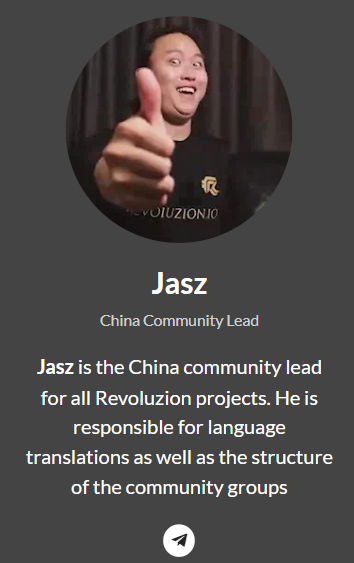 REVOLUZION.IO
Jasz
China Community Lead
Jasz is the China community lead
for all Revoluzion projects. He is
responsible for language
translations as well as the structure
of the community groups